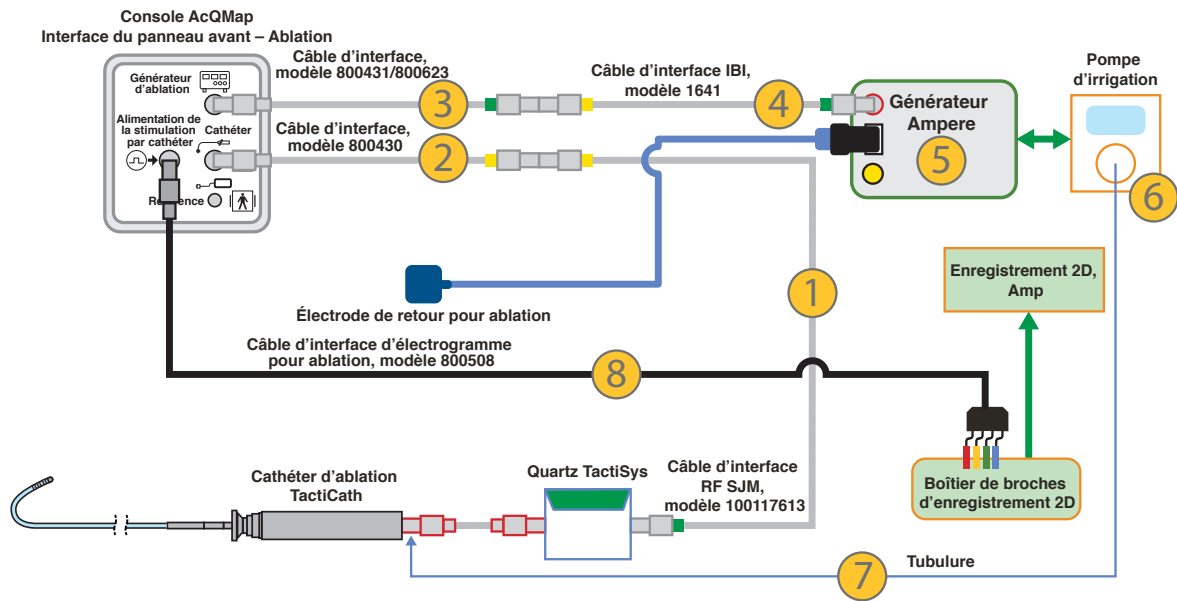 Console AcQMap
Interface du panneau avant – Ablation
Générateur
d'ablation
Alimentation de
la stimulation
par cathéter
Cathéter
Câble d'interface,
modèle 800431/800623
3
Câble d'interface,
modèle 800430
2
Câble d'interface IBI,
modèle 1641
4
Générateur
Ampere
5
Pompe
d'irrigation
6
1
Électrode de retour pour ablation
Enregistrement 2D,
Amp
Câble d'interface d'électrogramme
pour ablation, modèle 800508
8
Boîtier de broches
d'enregistrement 2D
Cathéter d'ablation
TactiCath
Quartz TactiSys
Câble d'interface
RF SJM,
modèle 100117613
7
Tubulure